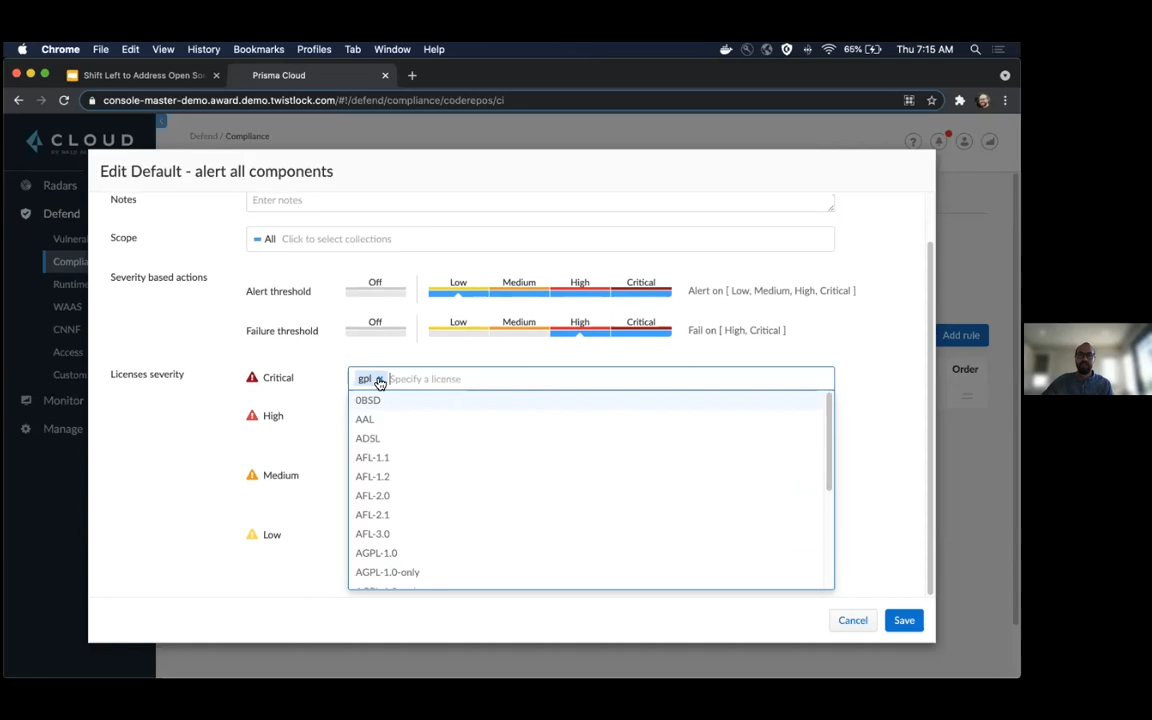 Chrome File Edit View History Bookmarks Profiles Tab Window Help 65% Thu 7:15 AM
Shift Left to Address Open So Prisma Cloud
console-master-demo.award.demo.twistlock.com/#!/defend/compliance/coderepos/ci
CLOUD
Defend / Compliance
Radars
Defend
Vulnera
Complia
Runtime
WAAS
CNNF
Access
Custom
Monitor
Manage
Edit Default - alert all components
Notes Enter notes
Scope All Click to select collections
Severity based actions
Off Low Medium High Critical
Alert threshold Alert on [ Low, Medium, High, Critical ]
Off Low Medium High Critical
Failure threshold Fail on [ High, Critical ]
Add rule
Order
Licenses severity Critical gpl Specify a license
High
Medium
Low
0BSD
AAL
ADSL
AFL-1.1
AFL-1.2
AFL-2.0
AFL-2.1
AFL-3.0
AGPL-1.0
AGPL-1.0-only
Cancel Save